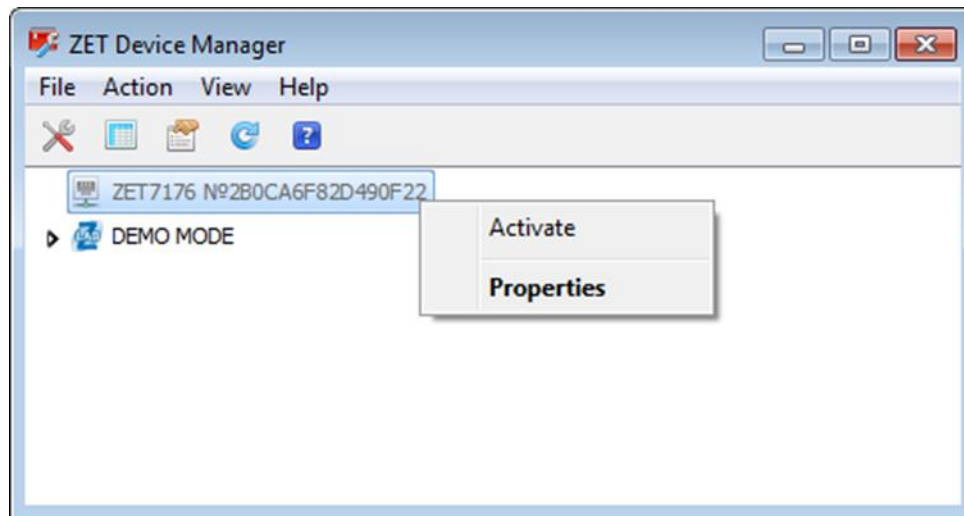 ZET Device Manager
File Action View Help
ZET7176 №2B0CA6F82D490F22
DEMO MODE
Activate
Properties